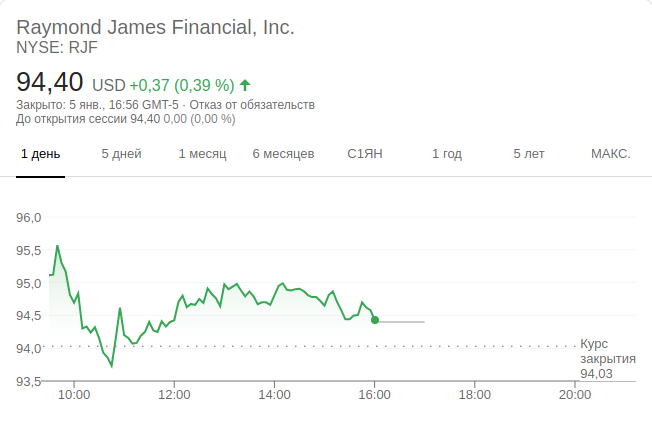 Raymond James Financial, Inc.
NYSE: RJF
94,40 USD +0,37 (0,39 %)
Закрыто: 5 янв., 16:56 GMT-5 · Отказ от обязательств
До открытия сессии 94,40 0,00 (0,00 %)
1 день 5 дней 1 месяц 6 месяцев С1ЯН 1 год 5 лет МАКС.
96,0
95,5
95,0
94,5
94,0
Курс
закрытия
94,03
93,5
10:00 12:00 14:00 16:00 18:00 20:00